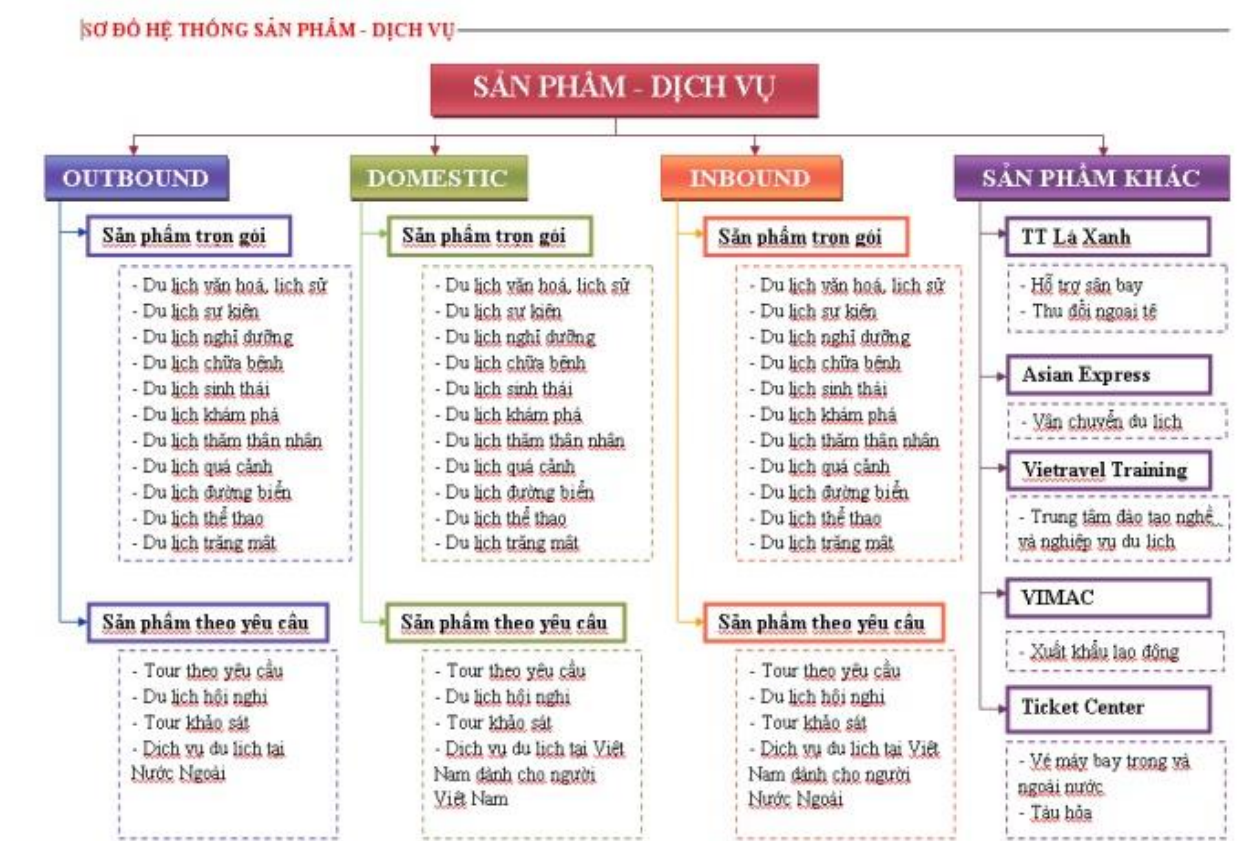 SƠ ĐỒ HỆ THỐNG SẢN PHẨM - DỊCH VỤ
SẢN PHẨM - DỊCH VỤ
OUTBOUND
Sản phẩm trọn gói
- Du lịch văn hoá, lịch sử
- Du lịch sự kiện
- Du lịch nghỉ dưỡng
- Du lịch chữa bệnh
- Du lịch sinh thái
- Du lịch khám phá
- Du lịch thăm thân nhân
- Du lịch quá cảnh
- Du lịch đường biển
- Du lịch thể thao
- Du lịch trăng mật
Sản phẩm theo yêu cầu
- Tour theo yêu cầu
- Du lịch hội nghị
- Tour khảo sát
- Dịch vụ du lịch tại
Nước Ngoài
DOMESTIC
Sản phẩm trọn gói
- Du lịch văn hoá, lịch sử
- Du lịch sự kiện
- Du lịch nghỉ dưỡng
- Du lịch chữa bệnh
- Du lịch sinh thái
- Du lịch khám phá
- Du lịch thăm thân nhân
- Du lịch quá cảnh
- Du lịch đường biển
- Du lịch thể thao
- Du lịch trăng mật
Sản phẩm theo yêu cầu
- Tour theo yêu cầu
- Du lịch hội nghị
- Tour khảo sát
- Dịch vụ du lịch tại Việt
Nam dành cho người
Việt Nam
INBOUND
Sản phẩm trọn gói
- Du lịch văn hoá, lịch sử
- Du lịch sự kiện
- Du lịch nghỉ dưỡng
- Du lịch chữa bệnh
- Du lịch sinh thái
- Du lịch khám phá
- Du lịch thăm thân nhân
- Du lịch quá cảnh
- Du lịch đường biển
- Du lịch thể thao
- Du lịch trăng mật
Sản phẩm theo yêu cầu
- Tour theo yêu cầu
- Du lịch hội nghị
- Tour khảo sát
- Dịch vụ du lịch tại Việt
Nam dành cho người
Nước Ngoài
SẢN PHẨM KHÁC
TT Lá Xanh
- Hỗ trợ sân bay
- Thu đổi ngoại tệ
Asian Express
- Vận chuyển du lịch
Vietravel Training
- Trung tâm đào tạo nghề
và nghiệp vụ du lịch
VIMAC
- Xuất khẩu lao động
Ticket Center
- Vé máy bay trong và
ngoài nước
- Tàu hỏa